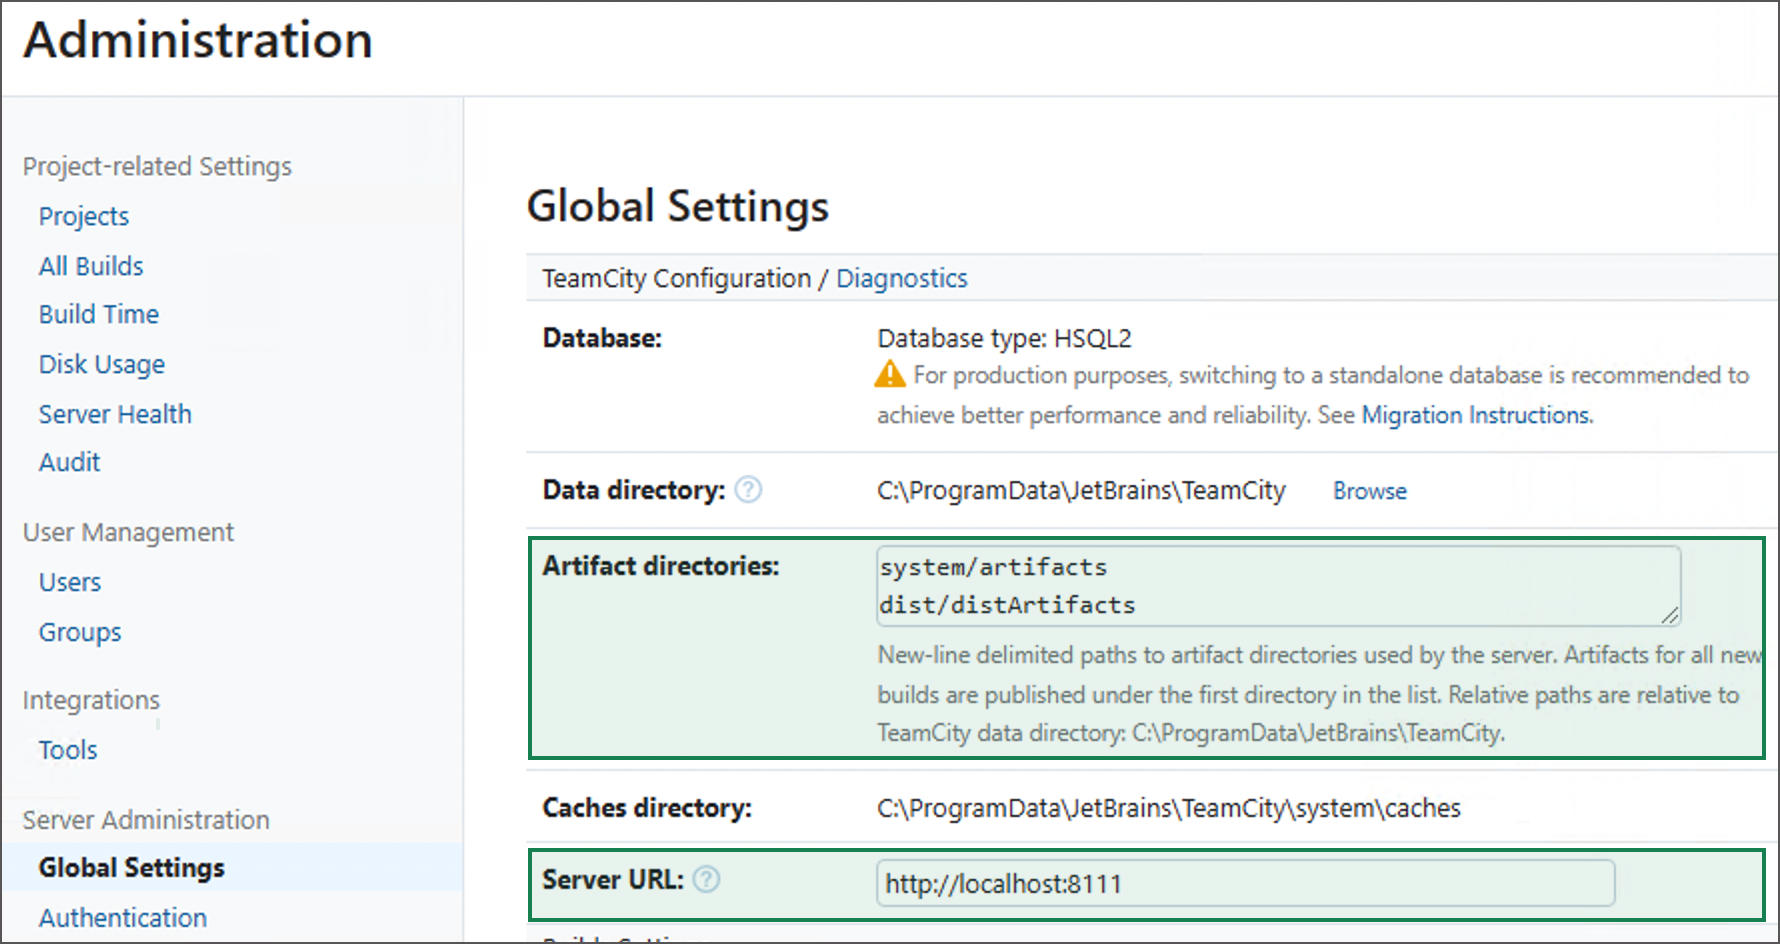 Administration
Project-related Settings
Projects
All Builds
Build Time
Disk Usage
Server Health
Audit
User Management
Users
Groups
Integrations
Tools
Server Administration
Global Settings
Authentication
Global Settings
TeamCity Configuration / Diagnostics
Database:
Database type: HSQL2
For production purposes, switching to a standalone database is recommended to
achieve better performance and reliability. See Migration Instructions.
Data directory: ?
C:\ProgramData\JetBrains\TeamCity Browse
Artifact directories:
system/artifacts
dist/distArtifacts
New-line delimited paths to artifact directories used by the server. Artifacts for all new
builds are published under the first directory in the list. Relative paths are relative to
TeamCity data directory: C:\ProgramData\JetBrains\TeamCity.
Caches directory:
C:\ProgramData\JetBrains\TeamCity\system\caches
Server URL: ?
http://localhost:8111